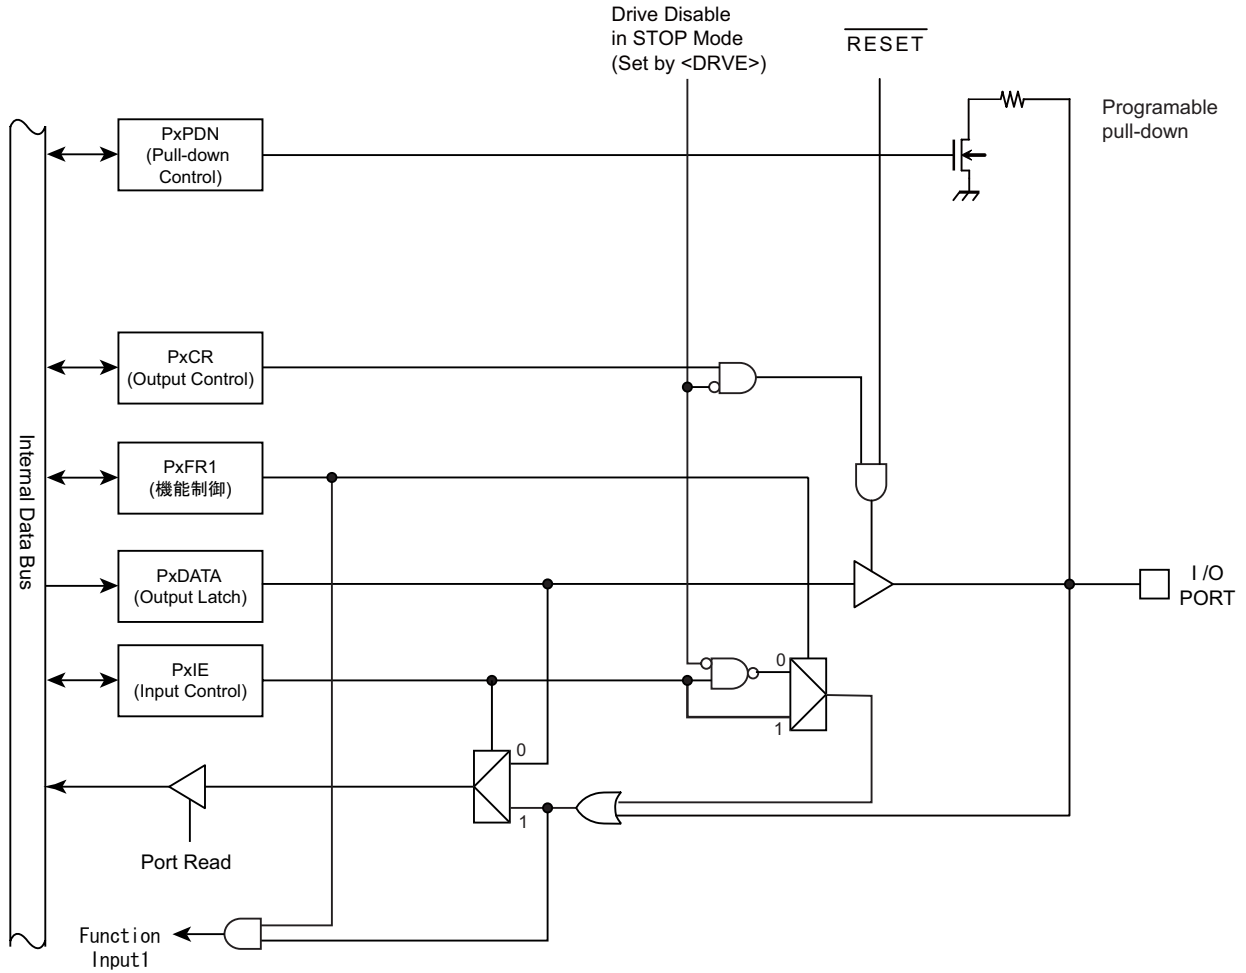 Drive Disable
in STOP Mode
(Set by <DRVE>)
RESET
Programable
pull-down
PxPDN
(Pull-down
Control)
PxCR
(Output Control)
PxFR1
(機能制御)
Internal Data Bus
PxDATA
(Output Latch)
I /O
PORT
PxIE
(Input Control)
0
1
0
1
Port Read
Function
Input1